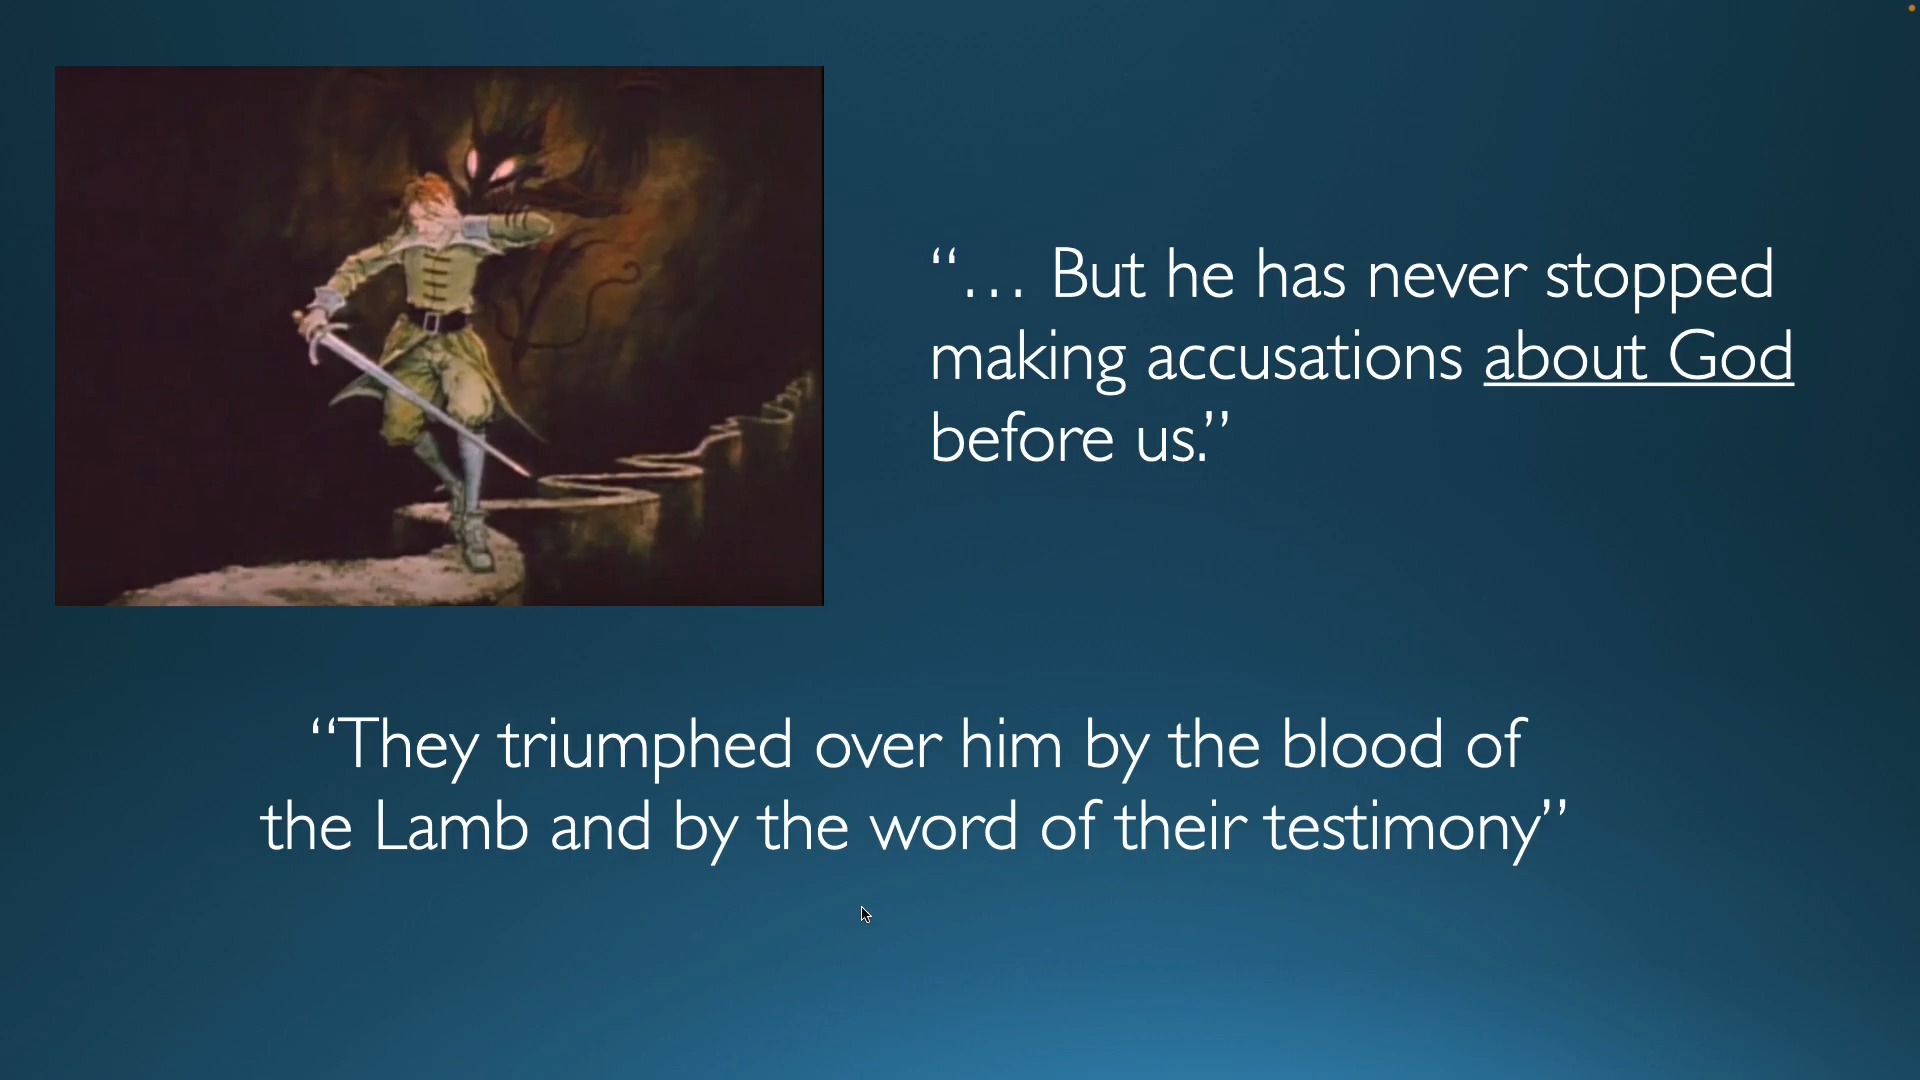 “… But he has never stopped
making accusations about God
before us.”
“They triumphed over him by the blood of
the Lamb and by the word of their testimony”